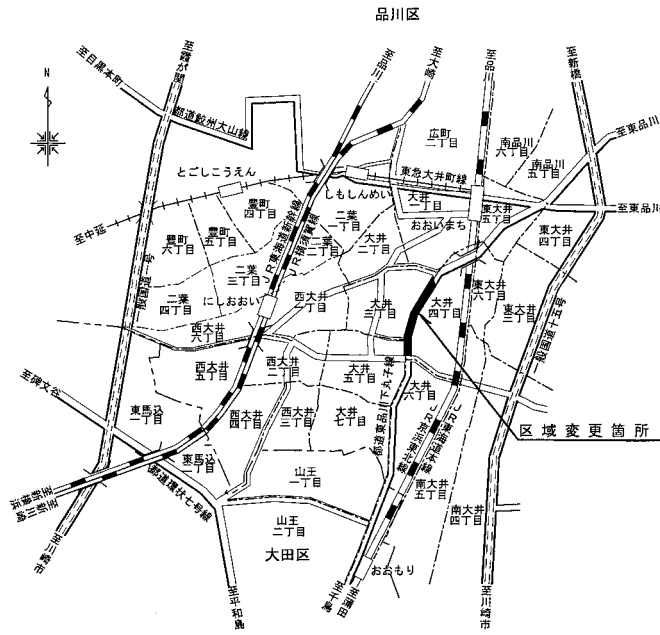 品川区
至霞が関
至品川
至大崎
至品川
至新橋
至目黒本町
N
都道鮫州大山線
広町
二丁目
南品川
六丁目
南品川
五丁目
至東品川
とごしこうえん
しもしんめい
東急大井町線
至東品川
豊町
四丁目
豊町
五丁目
豊町
六丁目
至中延
二葉
一丁目
二葉
二丁目
二葉
三丁目
二葉
四丁目
大井
一丁目
おおいまち
東大井
五丁目
東大井
四丁目
大井
二丁目
JR東海道新幹線
JR横須賀線
にしおおい
西大井
一丁目
大井
三丁目
大井
四丁目
東大井
六丁目
東大井
三丁目
一般国道一号
一般国道十五号
西大井
六丁目
西大井
五丁目
西大井
二丁目
大井
五丁目
大井
六丁目
都道東品川下丸子線
区域変更箇所
至碑文谷
東馬込
一丁目
西大井
四丁目
西大井
三丁目
大井
七丁目
JR東海道本線
JR京浜東北線
東馬込
二丁目
都道環状七号線
山王
一丁目
南大井
五丁目
南大井
四丁目
至新横浜
至新川崎
至川崎市
山王
二丁目
大田区
おおもり
至平和島
至千鳥
至蒲田
至川崎市